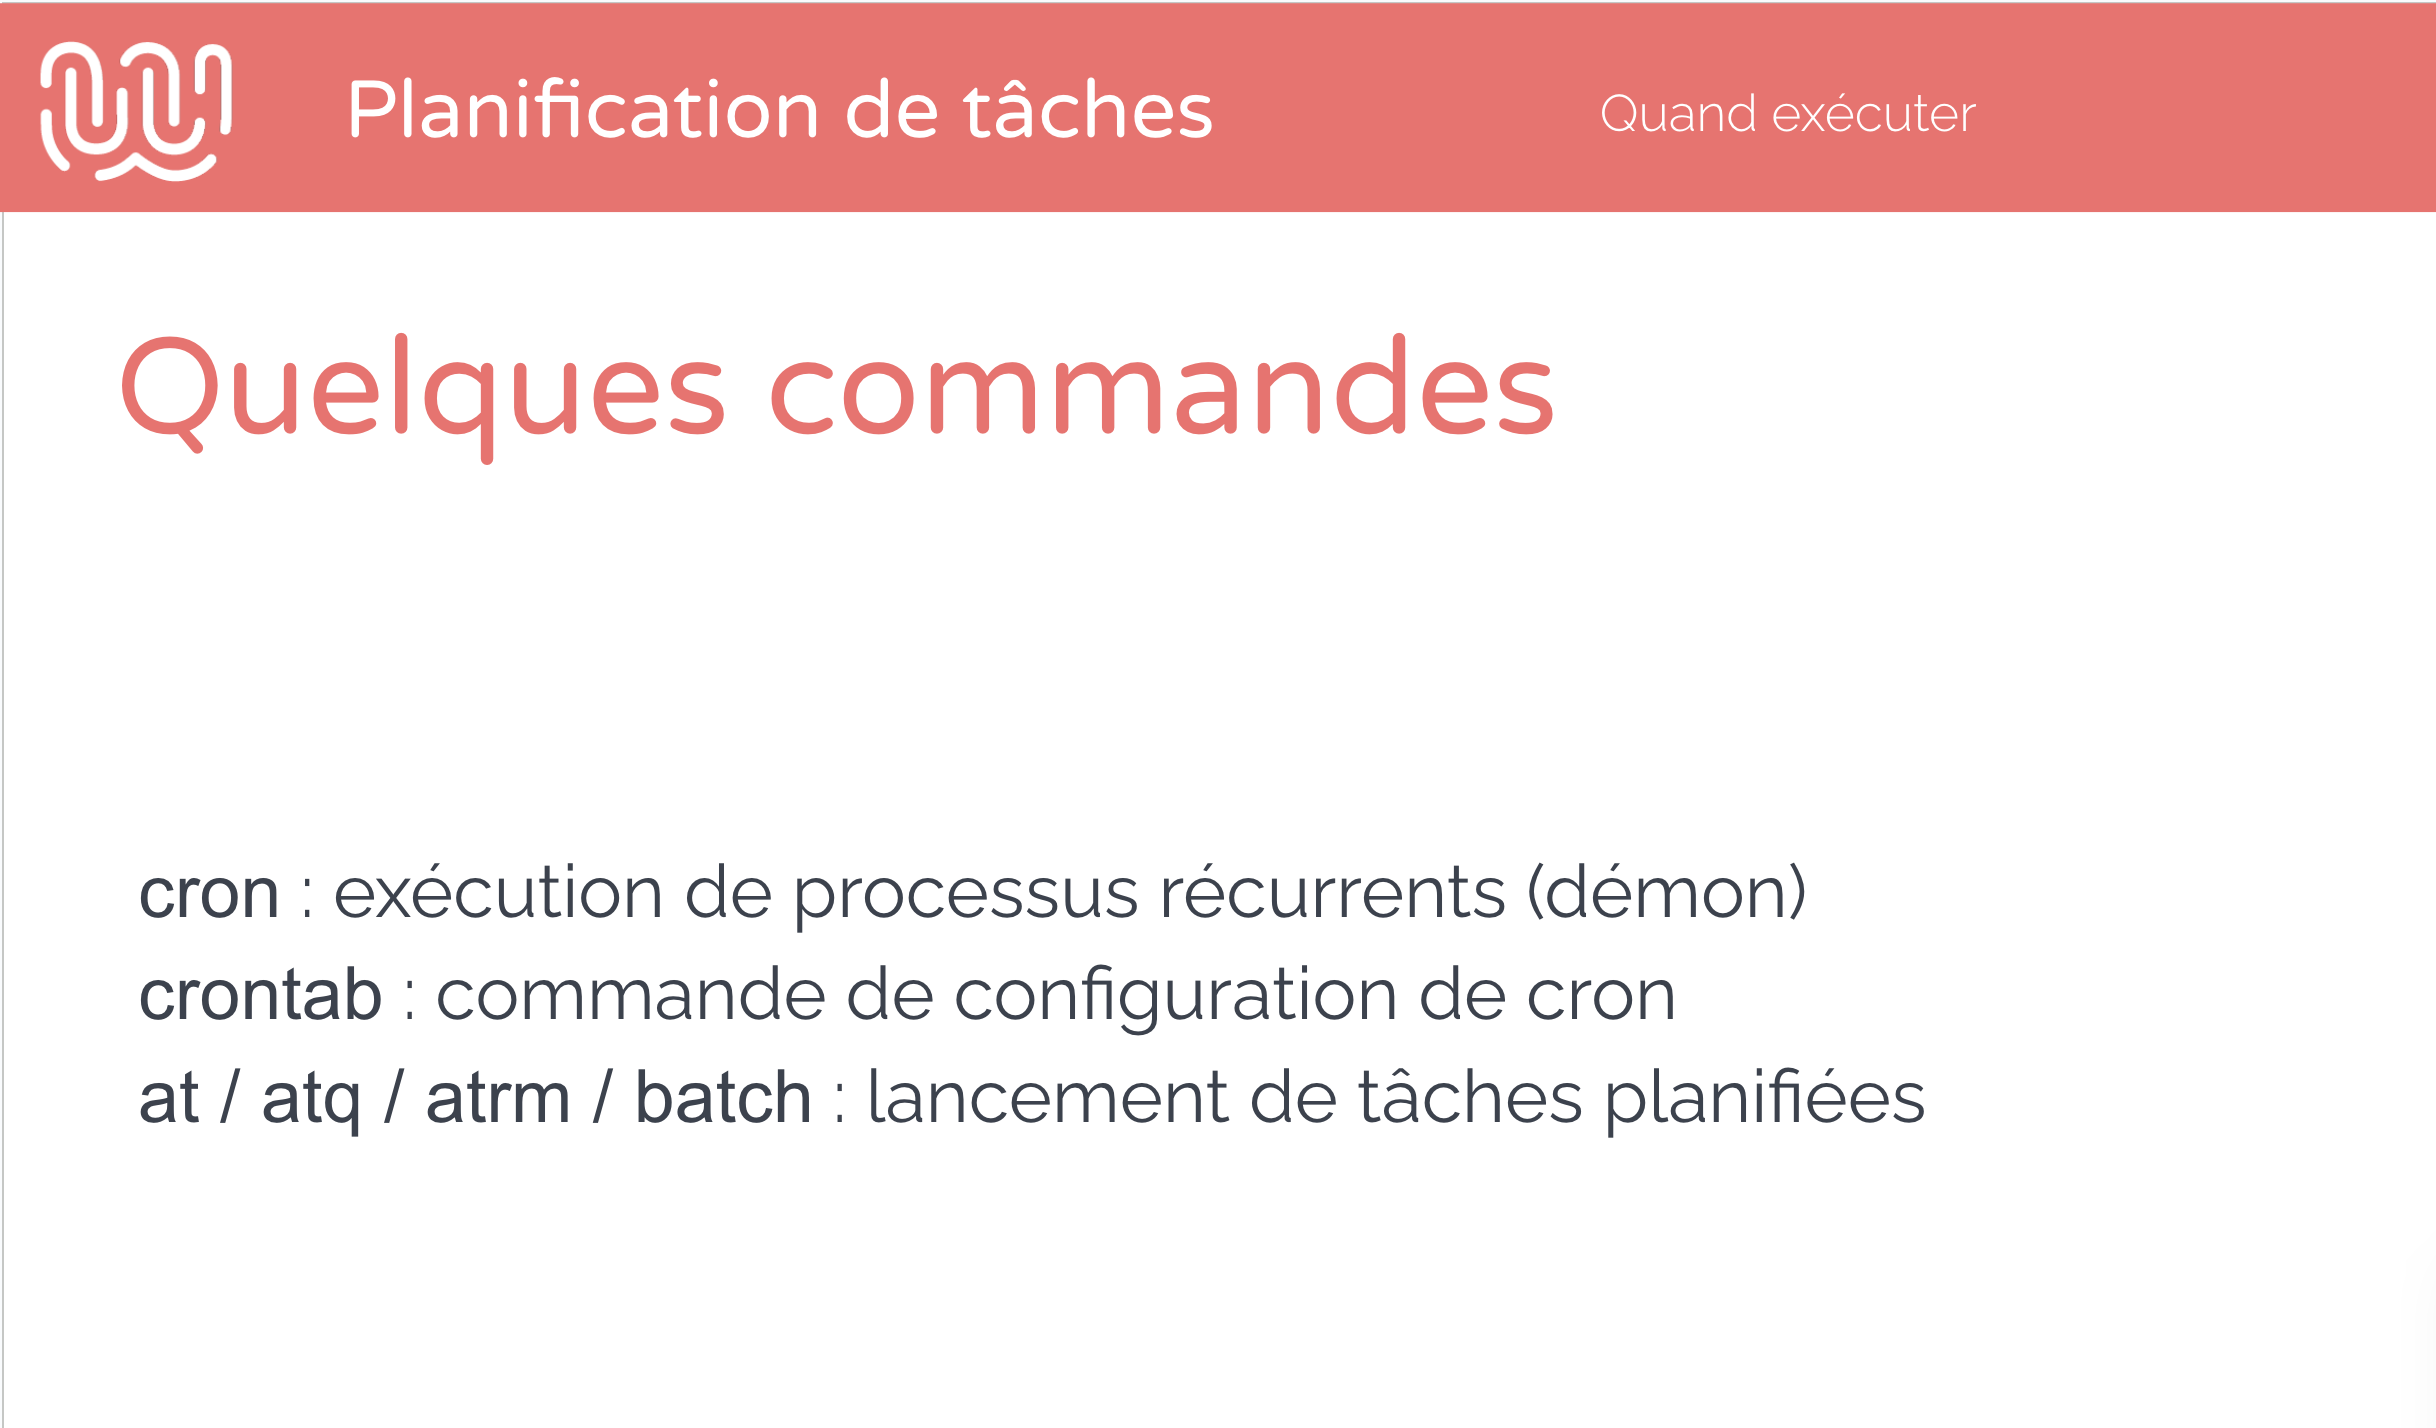 Planification de tâches
Quand exécuter
Quelques commandes
cron : exécution de processus récurrents (démon)
crontab : commande de configuration de cron
at / atq / atrm / batch : lancement de tâches planifiées